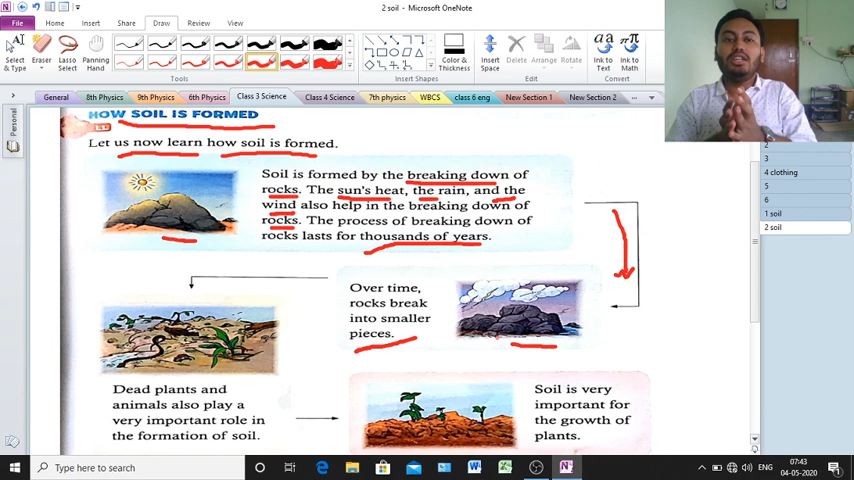 2 soil - Microsoft OneNote
File Home Insert Share Draw Review View
Select & Type
Eraser
Lasso Select
Panning Hand
Color & Thickness
Insert Space
Delete
Arrange
Rotate
Ink to Text
Ink to Math
Tools
Insert Shapes
Edit
Convert
General 8th Physics 9th Physics 6th Physics Class 3 Science Class 4 Science 7th physics WBCS class 6 eng New Section 1 New Section 2
Personal
HOW SOIL IS FORMED
Let us now learn how soil is formed.
Soil is formed by the breaking down of
rocks. The sun's heat, the rain, and the
wind also help in the breaking down of
rocks. The process of breaking down of
rocks lasts for thousands of years.
Over time,
rocks break
into smaller
pieces.
Dead plants and
animals also play a
very important role in
the formation of soil.
Soil is very
important for
the growth of
plants.
2
3
4 clothing
5
6
1 soil
2 soil
Type here to search
ENG
07:43
04-05-2020